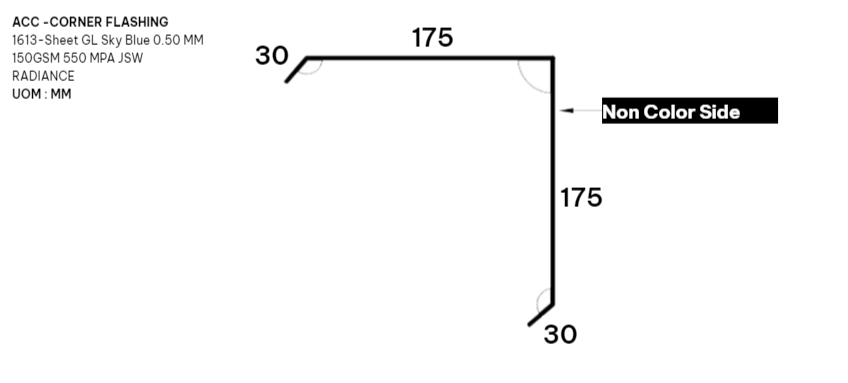 ACC -CORNER FLASHING
1613-Sheet GL Sky Blue 0.50 MM
150GSM 550 MPA JSW
RADIANCE
UOM : MM
175
30
Non Color Side
175
30